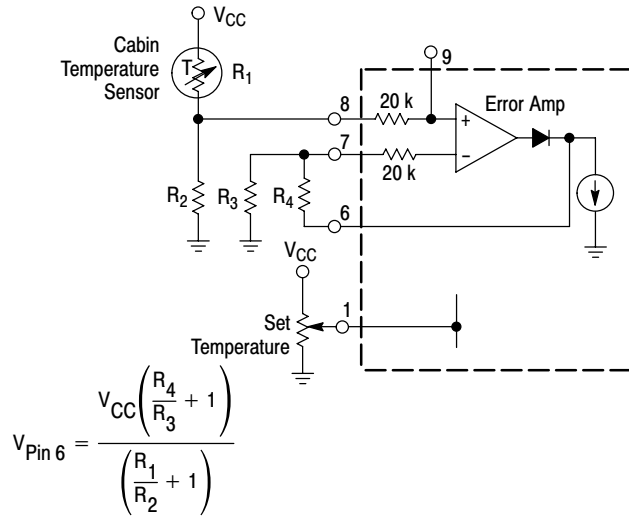 V_CC
Cabin
Temperature
Sensor
T
R_1
9
8
20 k
Error Amp
+
7
20 k
−
R_2
R_3
R_4
6
V_CC
1
Set
Temperature
V_Pin 6 = V_CC(R_4/R_3 + 1) / (R_1/R_2 + 1)